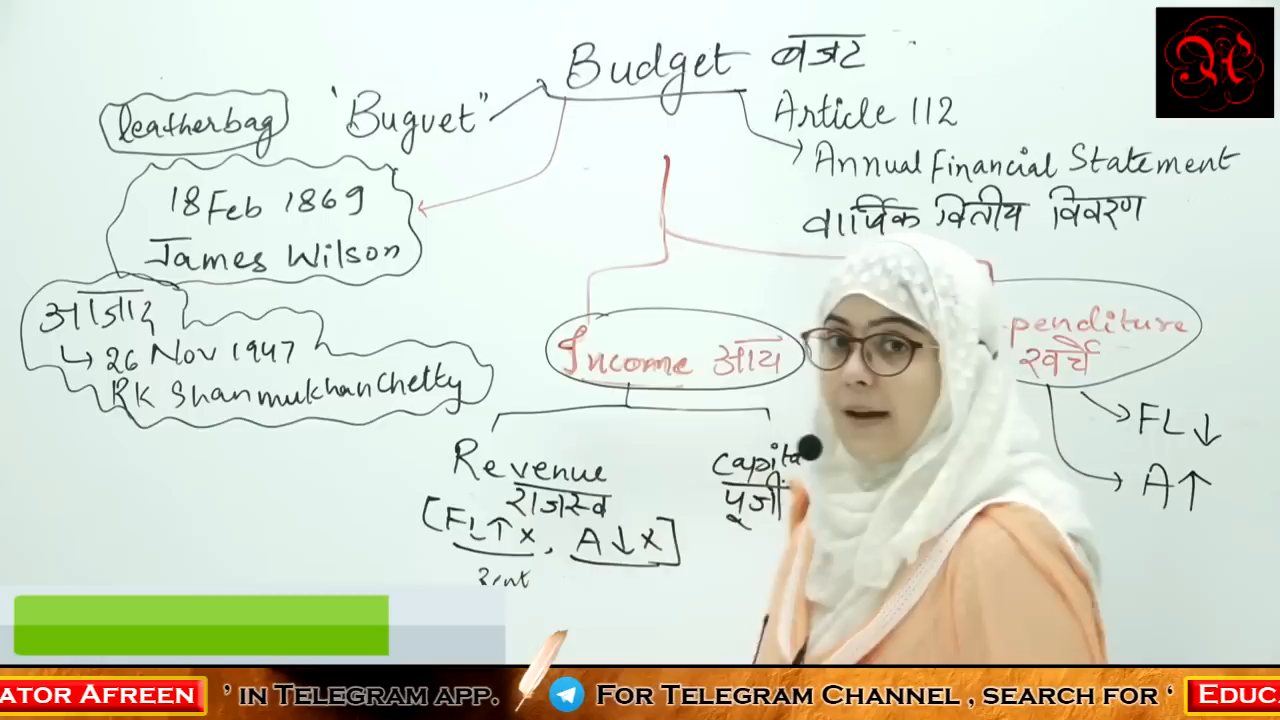 Budget बजट
"Buguet"
leatherbag
Article 112
Annual Financial Statement
वार्षिक वित्तीय विवरण
18 Feb 1869
James Wilson
आजाद
26 Nov 1947
RK Shanmukhan Chetty
Income आय
penditure
खर्च
FL↓
A↑
Revenue
राजस्व
[FL↑x, A↓x]
Capita
पूजी
ATOR AFREEN ' IN TELEGRAM APP. FOR TELEGRAM CHANNEL , SEARCH FOR ' EDUC